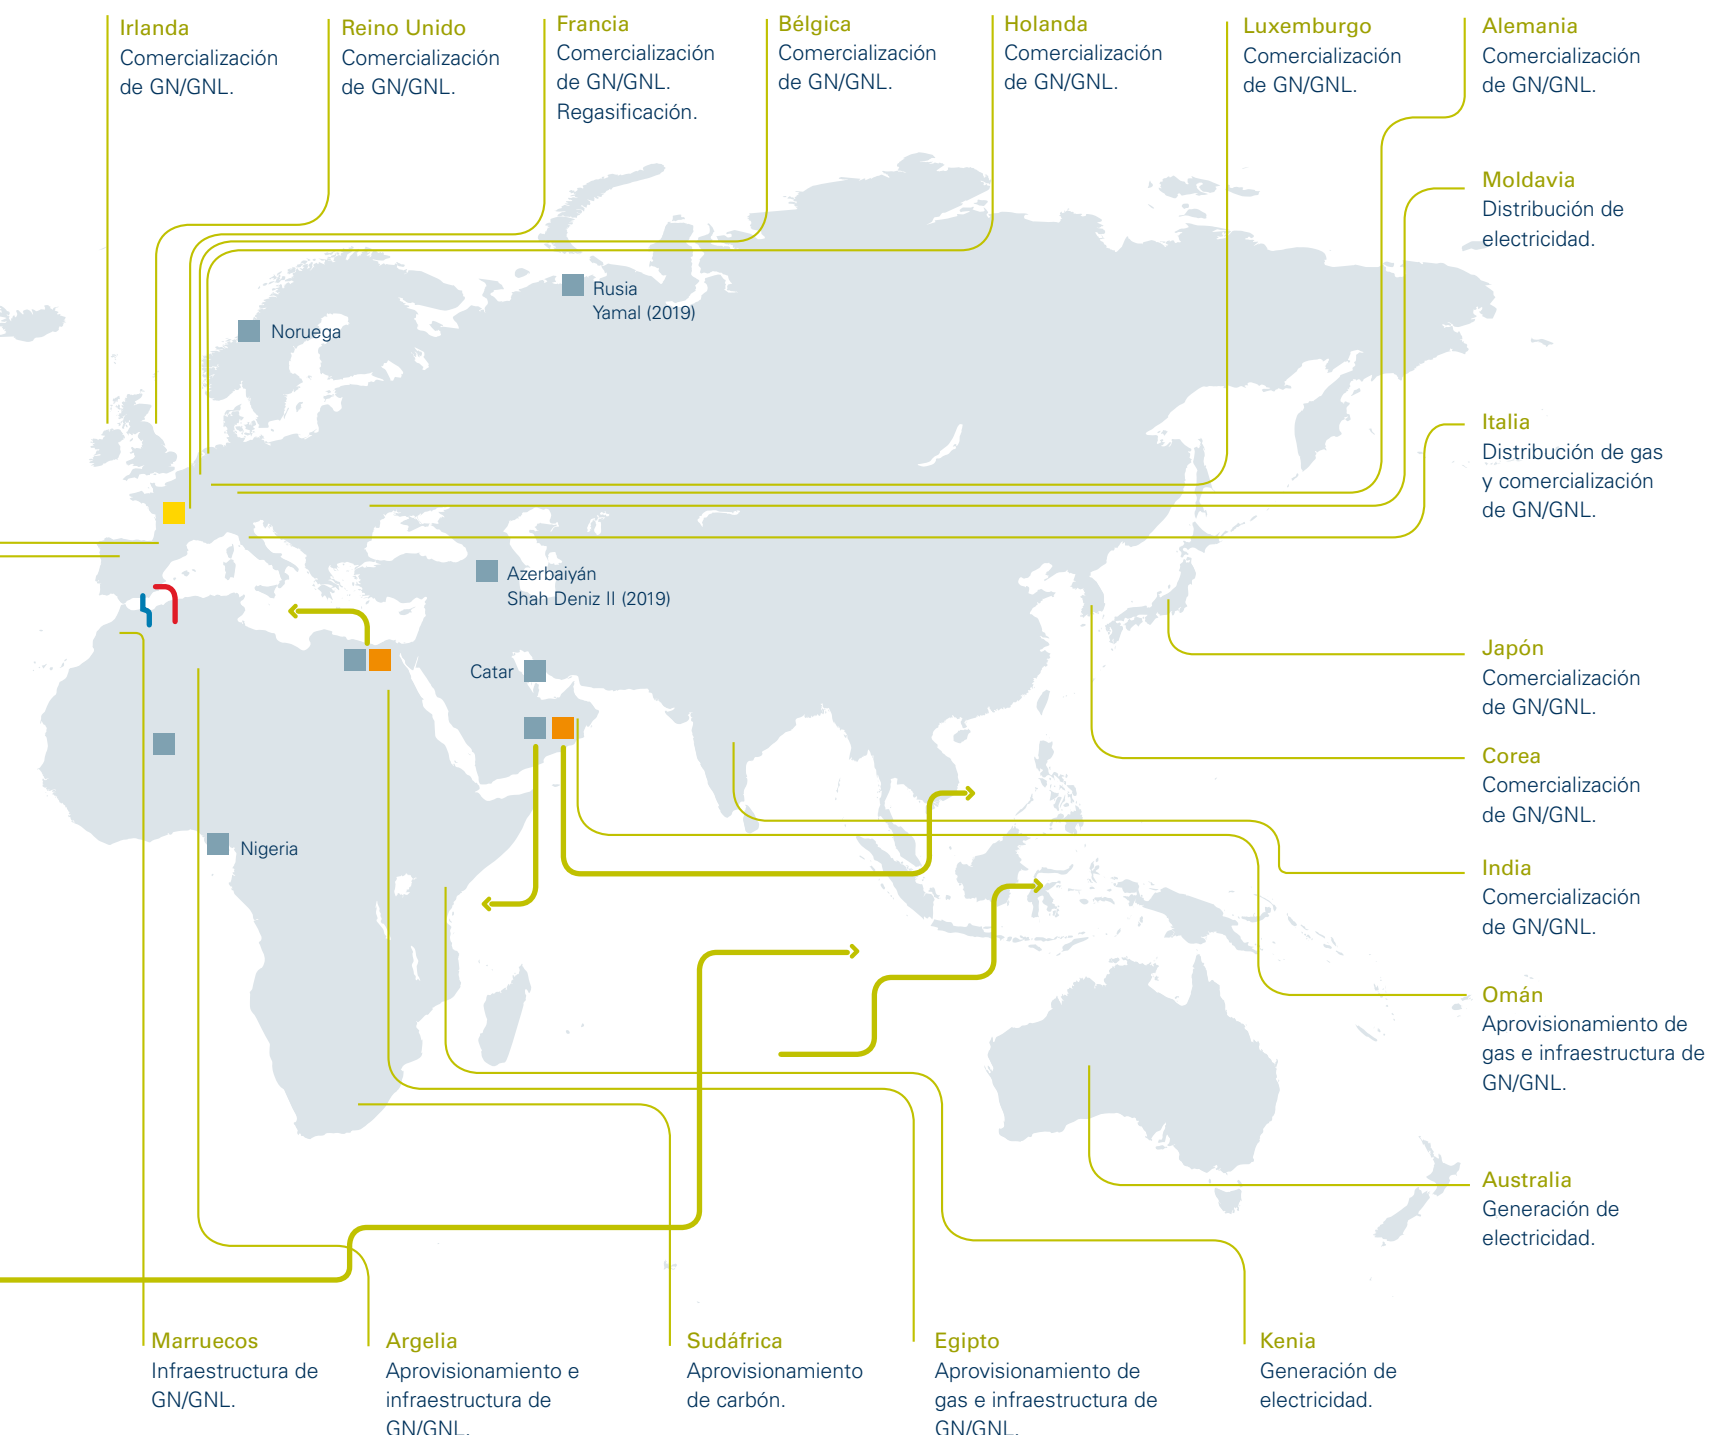 Irlanda
Comercialización
de GN/GNL.
Reino Unido
Comercialización
de GN/GNL.
Francia
Comercialización
de GN/GNL.
Regasificación.
Bélgica
Comercialización
de GN/GNL.
Holanda
Comercialización
de GN/GNL.
Luxemburgo
Comercialización
de GN/GNL.
Alemania
Comercialización
de GN/GNL.
Moldavia
Distribución de
electricidad.
Rusia
Yamal (2019)
Noruega
Italia
Distribución de gas
y comercialización
de GN/GNL.
Azerbaiyán
Shah Deniz II (2019)
Catar
Japón
Comercialización
de GN/GNL.
Corea
Comercialización
de GN/GNL.
Nigeria
India
Comercialización
de GN/GNL.
Omán
Aprovisionamiento de
gas e infraestructura de
GN/GNL.
Australia
Generación de
electricidad.
Marruecos
Infraestructura de
GN/GNL.
Argelia
Aprovisionamiento e
infraestructura de
GN/GNL.
Sudáfrica
Aprovisionamiento
de carbón.
Egipto
Aprovisionamiento de
gas e infraestructura de
GN/GNL.
Kenia
Generación de
electricidad.